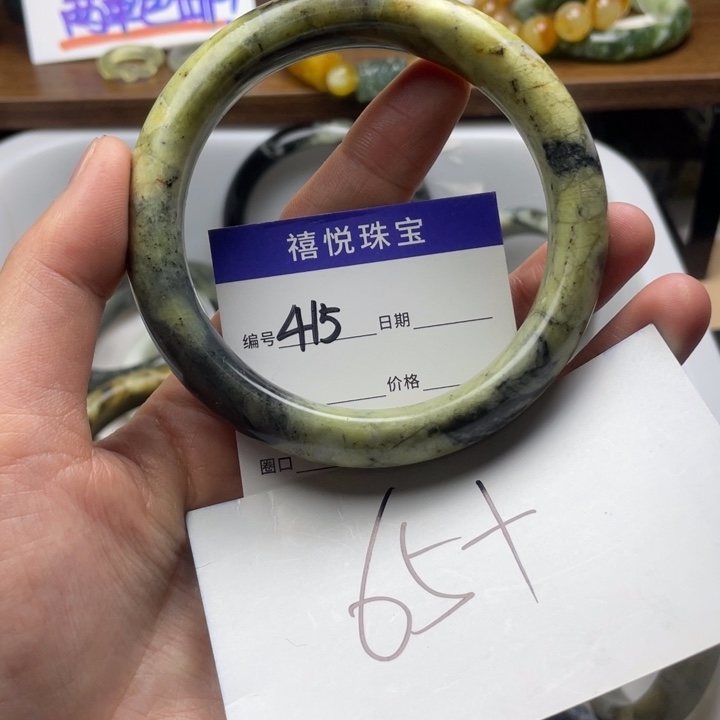 禧悦珠宝
编号 415 日期
价格
圈口
65+